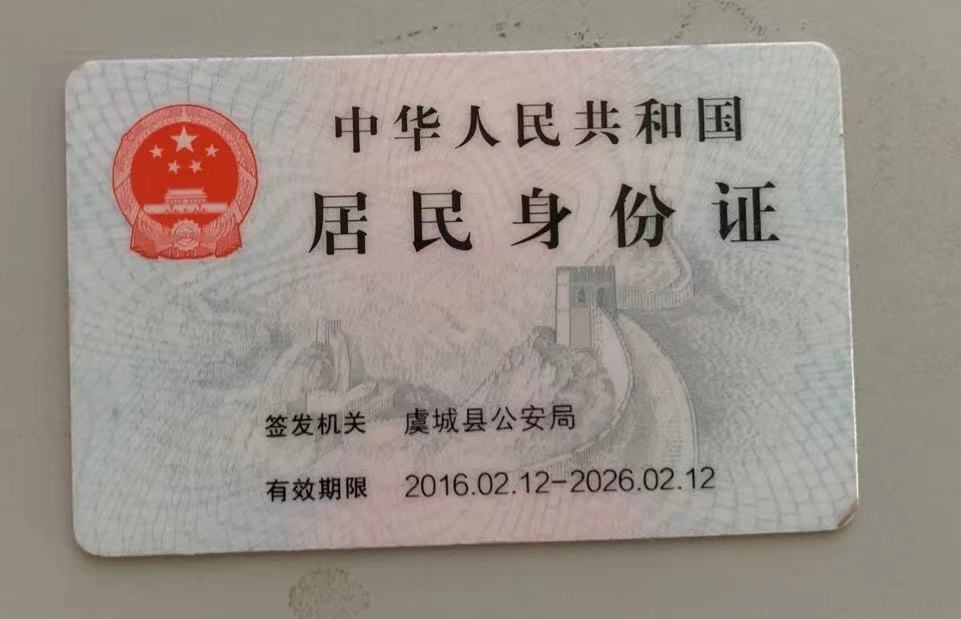 中华人民共和国
居民身份证
签发机关 虞城县公安局
有效期限 2016.02.12-2026.02.12